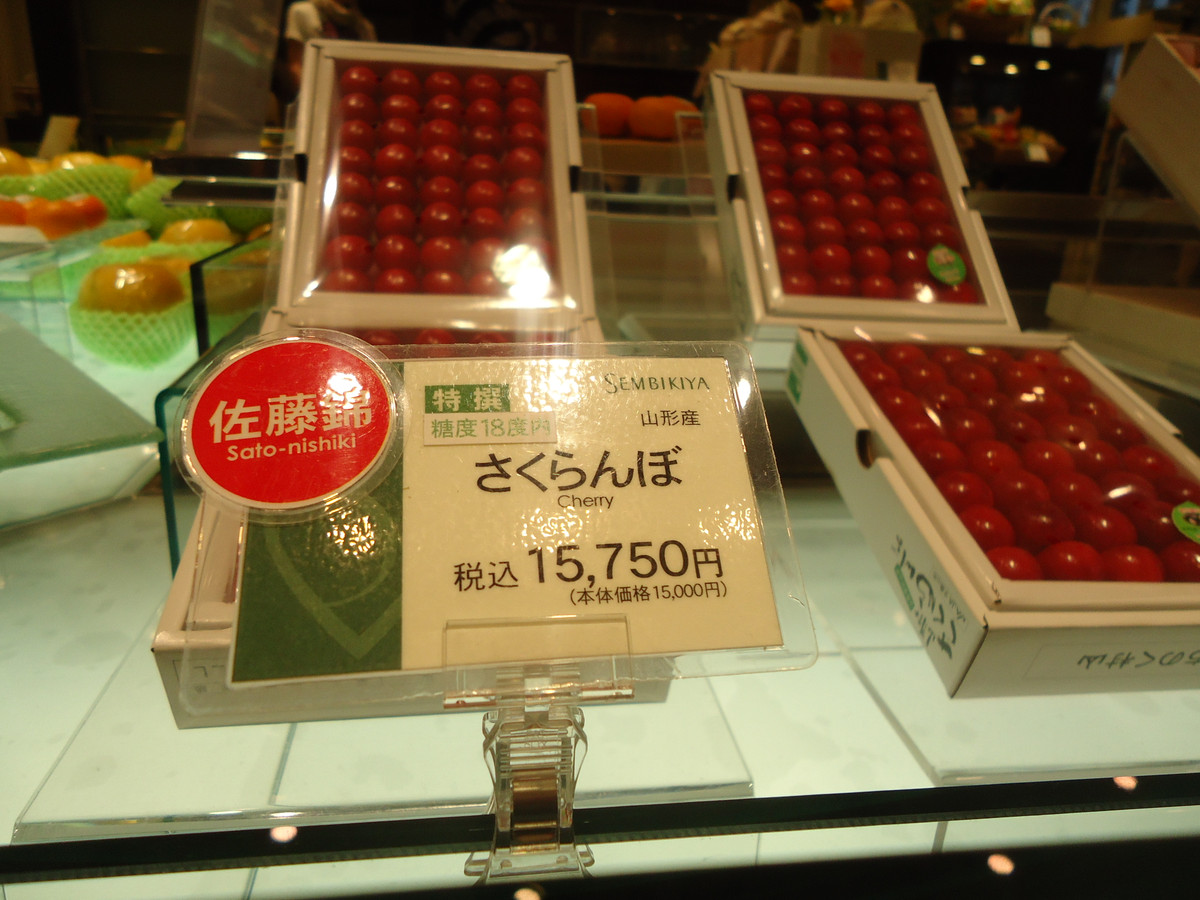 佐藤錦
Sato-nishiki
特撰
SEMBIKIYA
糖度18度内
山形産
さくらんぼ
Cherry
税込 15,750円
(本体価格15,000円)